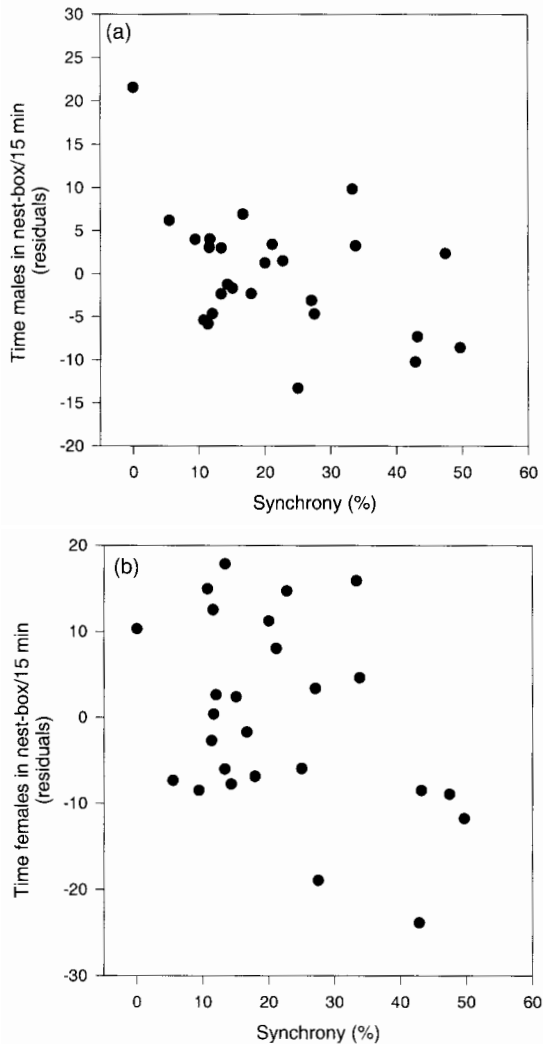 (a)
30
25
20
15
10
5
0
-5
-10
-15
-20
Time males in nest-box/15 min
(residuals)
0 10 20 30 40 50 60
Synchrony (%)
(b)
20
10
0
-10
-20
-30
Time females in nest-box/15 min
(residuals)
0 10 20 30 40 50 60
Synchrony (%)